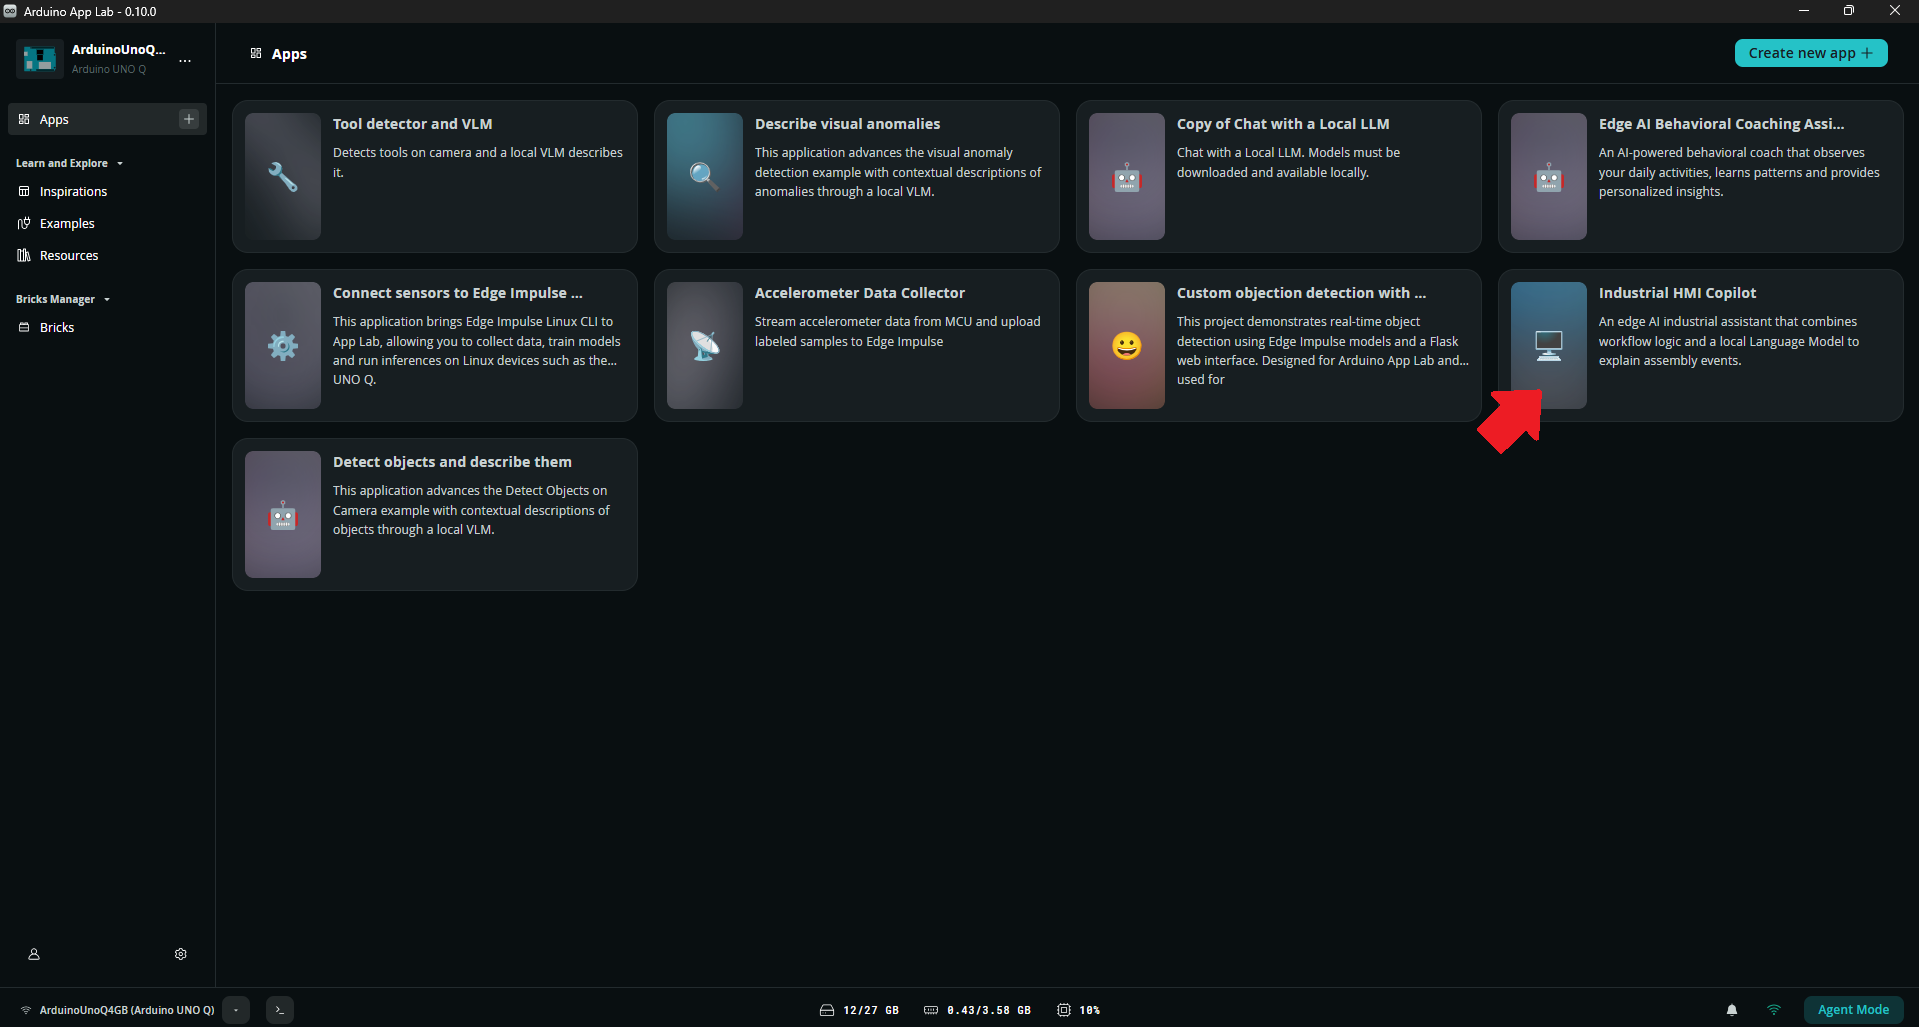 Arduino App Lab - 0.10.0
ArduinoUnoQ...
Arduino UNO Q
Apps
Learn and Explore
Inspirations
Examples
Resources
Bricks Manager
Bricks
Apps
Create new app +
Tool detector and VLM
Detects tools on camera and a local VLM describes
it.
Describe visual anomalies
This application advances the visual anomaly
detection example with contextual descriptions of
anomalies through a local VLM.
Copy of Chat with a Local LLM
Chat with a Local LLM. Models must be
downloaded and available locally.
Edge AI Behavioral Coaching Assi...
An AI-powered behavioral coach that observes
your daily activities, learns patterns and provides
personalized insights.
Connect sensors to Edge Impulse ...
This application brings Edge Impulse Linux CLI to
App Lab, allowing you to collect data, train models
and run inferences on Linux devices such as the...
UNO Q.
Accelerometer Data Collector
Stream accelerometer data from MCU and upload
labeled samples to Edge Impulse
Custom objection detection with ...
This project demonstrates real-time object
detection using Edge Impulse models and a Flask
web interface. Designed for Arduino App Lab and...
used for
Industrial HMI Copilot
An edge AI industrial assistant that combines
workflow logic and a local Language Model to
explain assembly events.
Detect objects and describe them
This application advances the Detect Objects on
Camera example with contextual descriptions of
objects through a local VLM.
ArduinoUnoQ4GB (Arduino UNO Q)
12/27 GB
0.43/3.58 GB
10%
Agent Mode